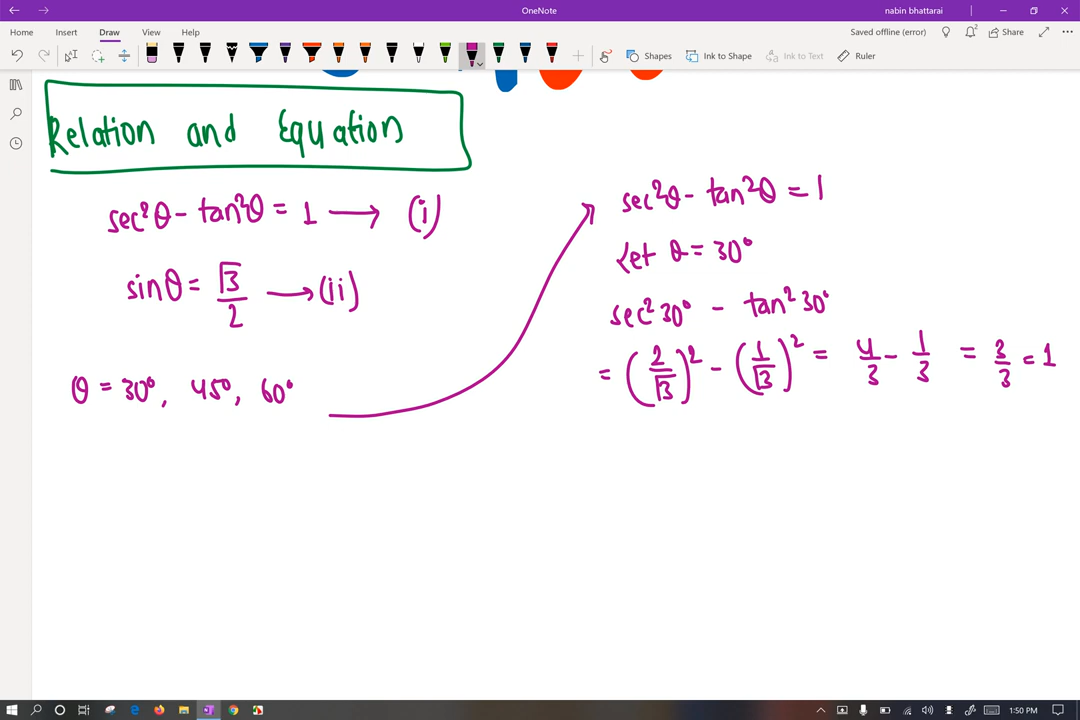 OneNote
nabin bhattarai
Home Insert Draw View Help
Saved offline (error)
2
Share
Shapes
Ink to Shape
Ink to Text
Ruler
Relation and Equation
sec²θ - tan²θ = 1 ⟶ (i)
sinθ = √3/2 ⟶ (ii)
θ = 30°, 45°, 60°
sec²θ - tan²θ = 1
Let θ = 30°
sec²30° - tan²30°
= (2/√3)² - (1/√3)² = 4/3 - 1/3 = 3/3 = 1
1:50 PM